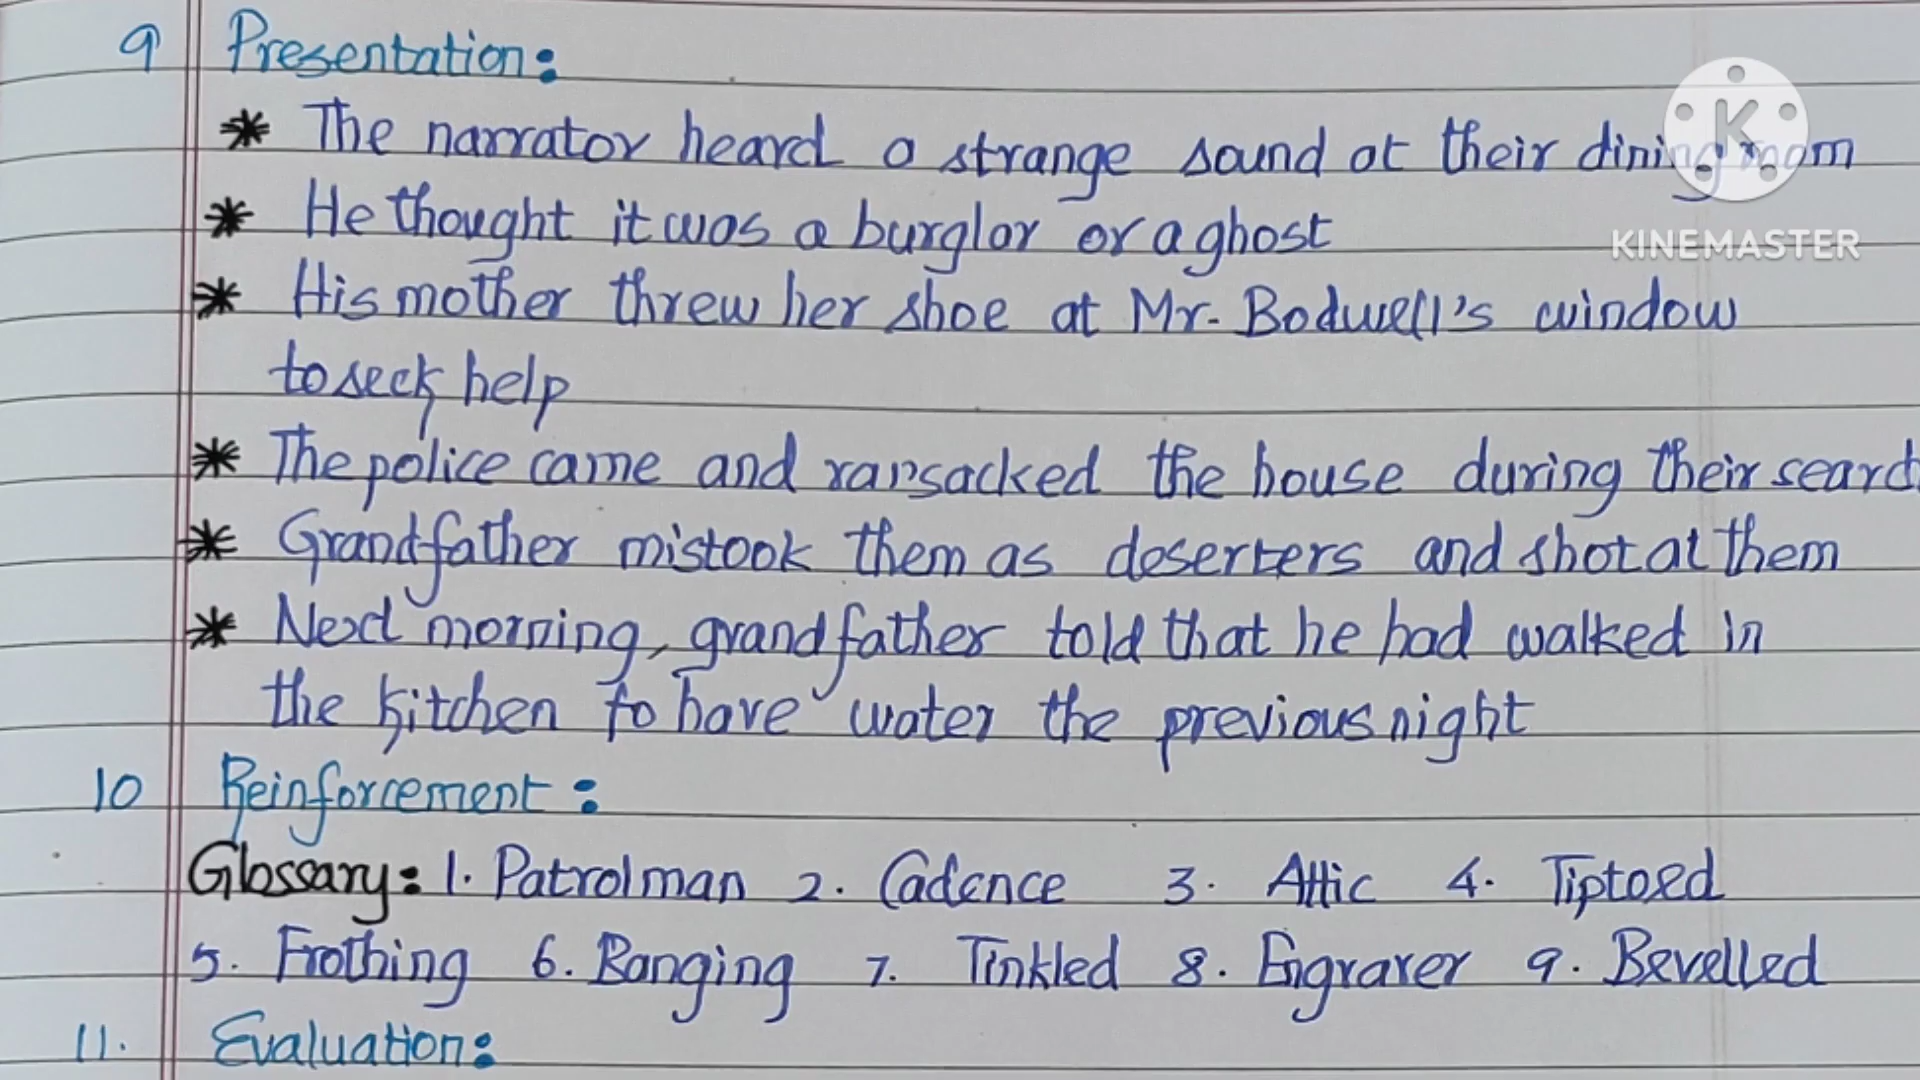 9 Presentation:
* The narrator heard a strange sound at their dining room
KINEMASTER
* He thought it was a burglar or a ghost
* His mother threw her shoe at Mr. Bodwell's window
to seek help
* The police came and ransacked the house during their search
* Grandfather mistook them as deserters and shot at them
* Next morning, grandfather told that he had walked in
the kitchen to have water the previous night
10 Reinforcement:
Glossary: 1. Patrolman 2. Cadence 3. Attic 4. Tiptoed
5. Frothing 6. Banging 7. Tinkled 8. Engraver 9. Bevelled
11. Evaluation: